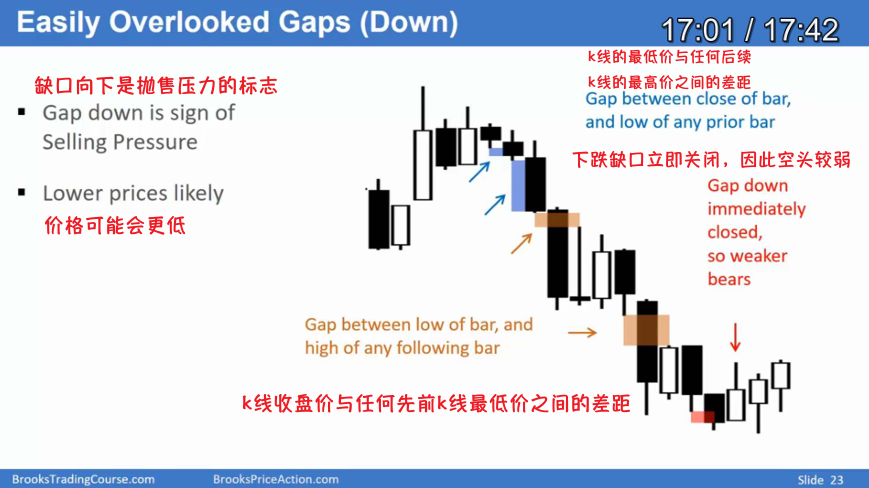 Easily Overlooked Gaps (Down)
17:01 / 17:42
缺口向下是抛售压力的标志
Gap down is sign of
Selling Pressure
Lower prices likely
价格可能会更低
k线的最低价与任何后续
k线的最高价之间的差距
Gap between close of bar,
and low of any prior bar
下跌缺口立即关闭，因此空头较弱
Gap down
immediately
closed,
so weaker
bears
Gap between low of bar, and
high of any following bar
k线收盘价与任何先前k线最低价之间的差距
BrooksTradingCourse.com
BrooksPriceAction.com
Slide 23